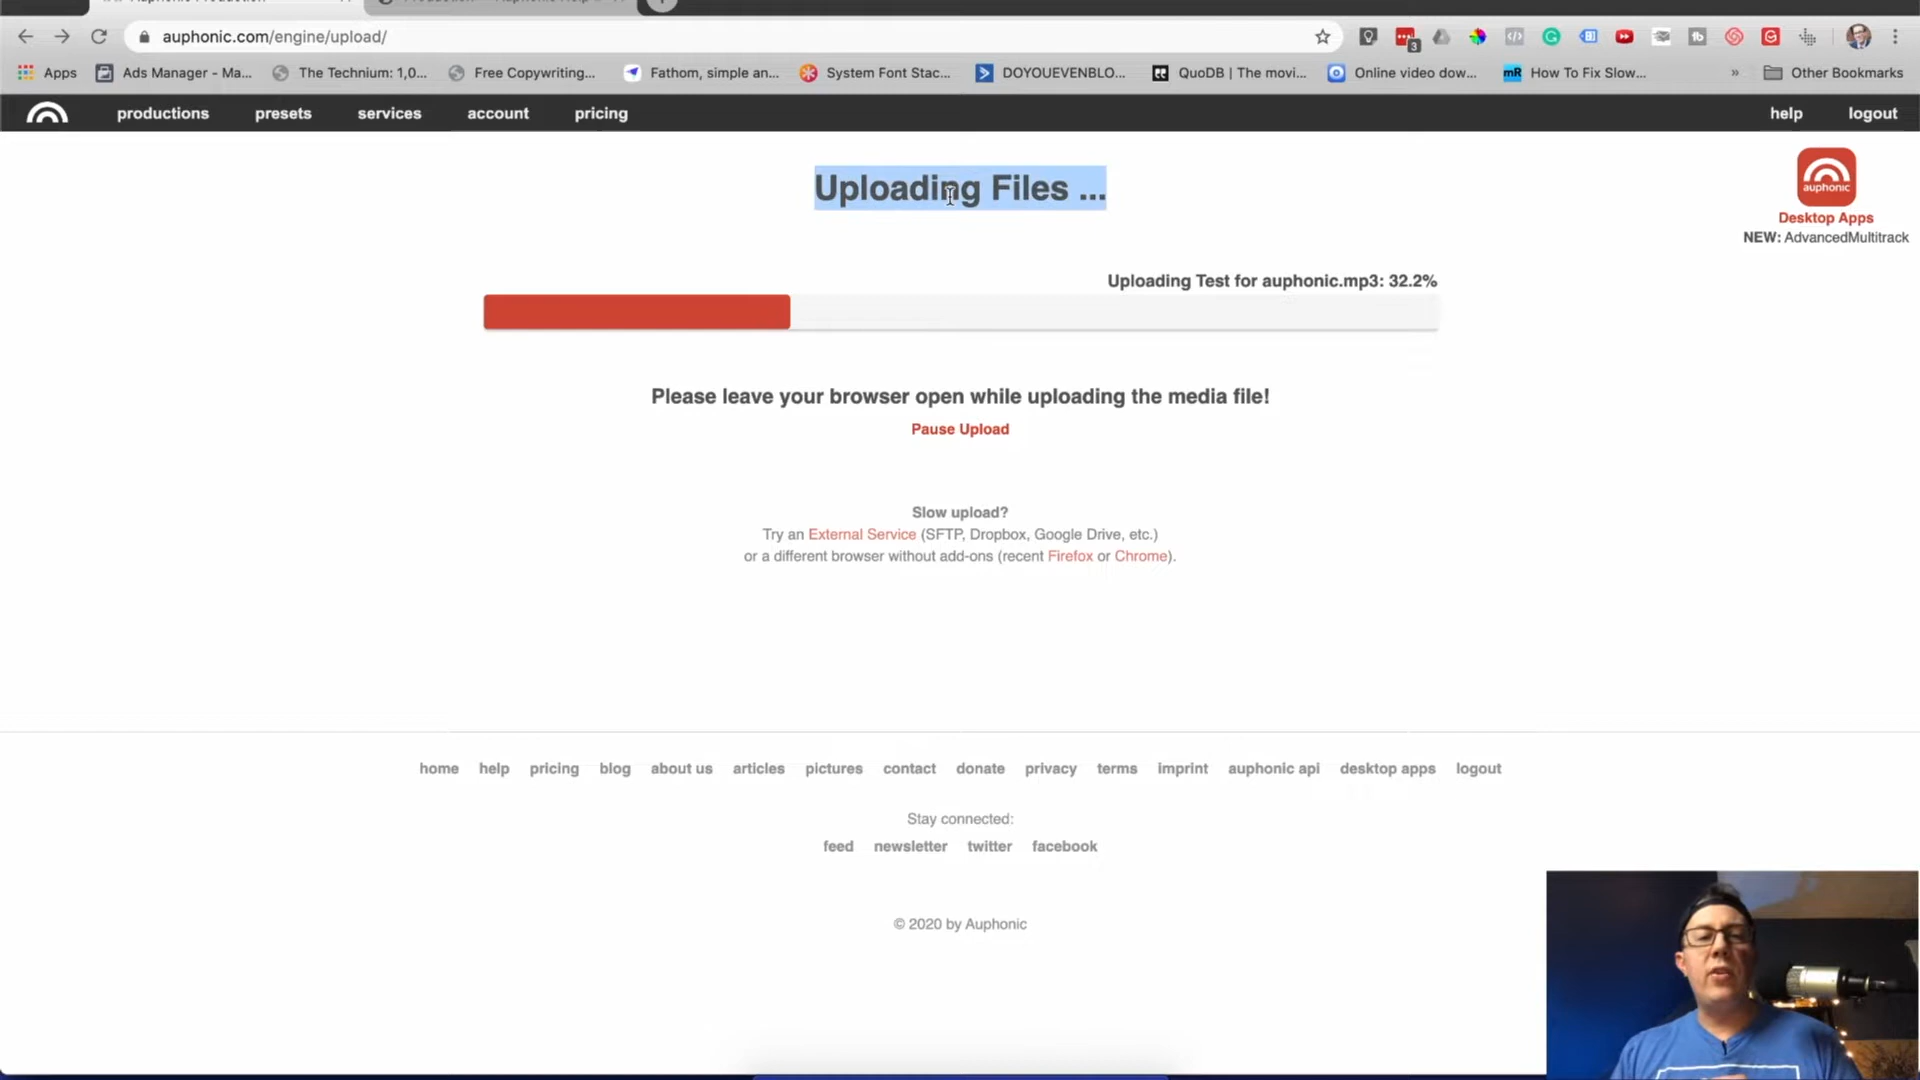 auphonic.com/engine/upload/
3
Apps Ads Manager - Ma... The Technium: 1,0... Free Copywriting... Fathom, simple an... System Font Stac... DOYOUEVENBLO... QuoDB | The movi... Online video dow... mR How To Fix Slow... » Other Bookmarks
productions presets services account pricing help logout
Uploading Files ...
auphonic
Desktop Apps
NEW: AdvancedMultitrack
Uploading Test for auphonic.mp3: 32.2%
Please leave your browser open while uploading the media file!
Pause Upload
Slow upload?
Try an External Service (SFTP, Dropbox, Google Drive, etc.)
or a different browser without add-ons (recent Firefox or Chrome).
home help pricing blog about us articles pictures contact donate privacy terms imprint auphonic api desktop apps logout
Stay connected:
feed newsletter twitter facebook
© 2020 by Auphonic